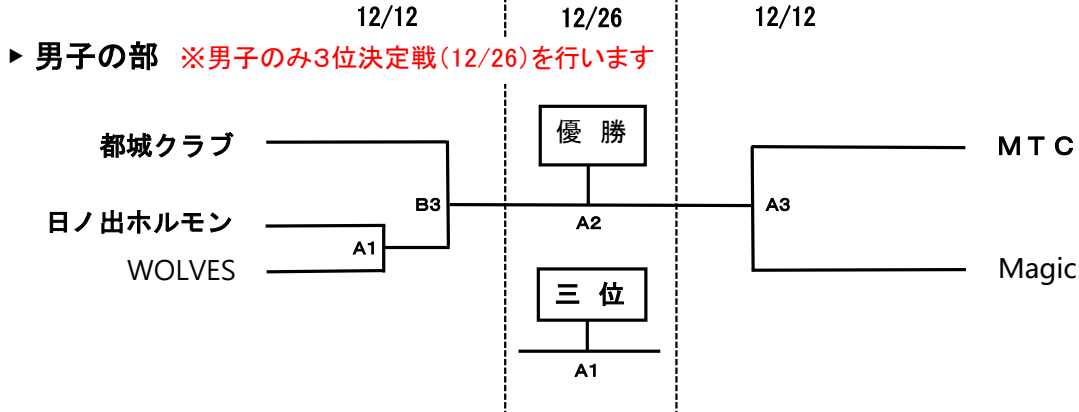 12/12 12/26 12/12
▶ 男子の部 ※男子のみ3位決定戦(12/26)を行います
優 勝
都城クラブ
MTC
B3
A2
A3
日ノ出ホルモン
A1
WOLVES
Magic
三 位
A1